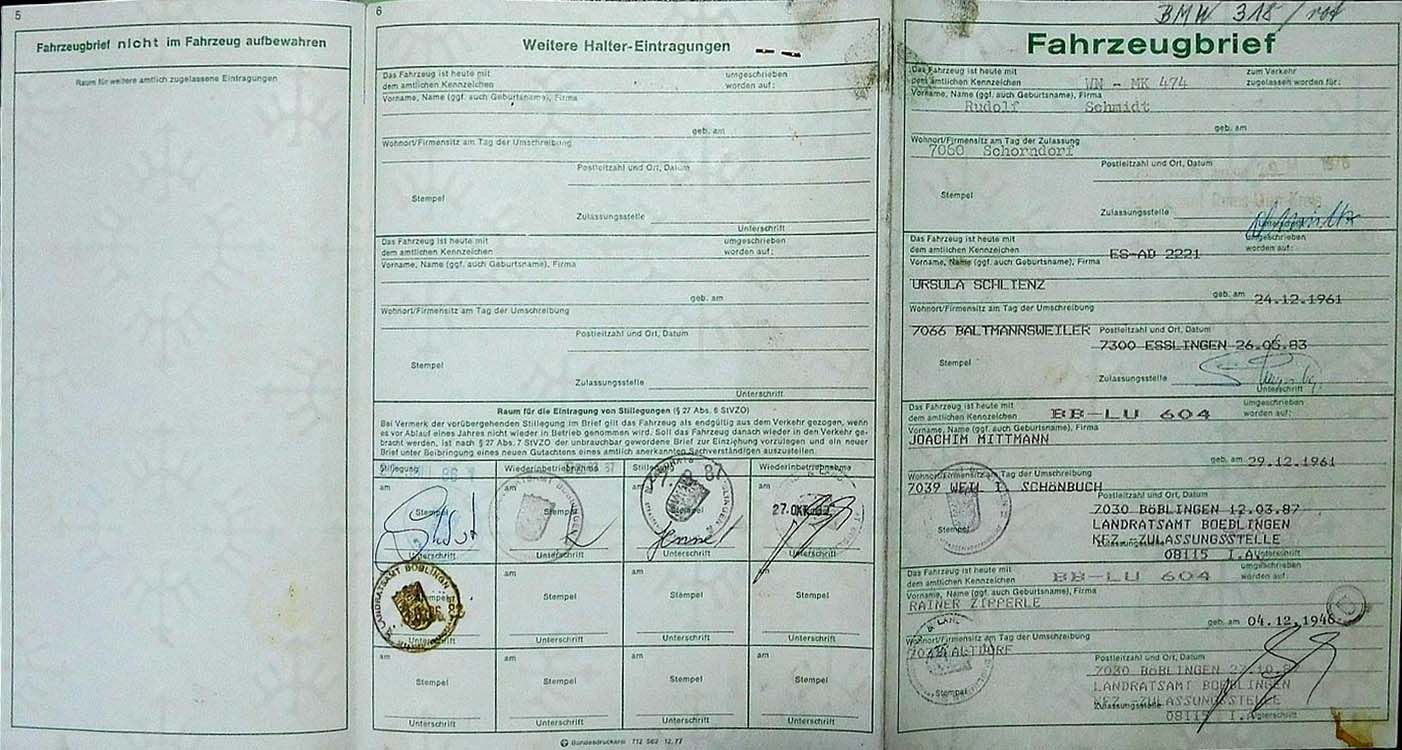 5
Fahrzeugbrief nicht im Fahrzeug aufbewahren
Raum für weitere amtlich zugelassene Eintragungen
6
Weitere Halter-Eintragungen
Das Fahrzeug ist heute mit
dem amtlichen Kennzeichen
umgeschrieben
worden auf:
Vorname, Name (ggf. auch Geburtsname), Firma
geb. am
Wohnort/Firmensitz am Tag der Umschreibung
Postleitzahl und Ort, Datum
Stempel
Zulassungsstelle
Unterschrift
Das Fahrzeug ist heute mit
dem amtlichen Kennzeichen
umgeschrieben
worden auf:
Vorname, Name (ggf. auch Geburtsname), Firma
geb. am
Wohnort/Firmensitz am Tag der Umschreibung
Postleitzahl und Ort, Datum
Stempel
Zulassungsstelle
Unterschrift
Raum für die Eintragung von Stillegungen (§ 27 Abs. 6 StVZO)
Bei Vermerk der vorübergehenden Stillegung im Brief gilt das Fahrzeug als endgültig aus dem Verkehr gezogen, wenn
es vor Ablauf eines Jahres nicht wieder in Betrieb genommen wird. Soll das Fahrzeug danach wieder in den Verkehr ge-
bracht werden, ist nach § 27 Abs. 7 StVZO der unbrauchbar gewordene Brief zur Einziehung vorzulegen und ein neuer
Brief unter Beibringung eines neuen Gutachtens eines amtlich anerkannten Sachverständigen auszustellen.
Stillegung
Wiederinbetriebnahme
Stillegung
Wiederinbetriebnahme
am
am
am
am
27. OKT.
Stempel
Stempel
Stempel
Unterschrift
Unterschrift
Unterschrift
Unterschrift
LANDRATSAMT BÖBLINGEN
am
am
am
Stempel
Stempel
Stempel
Stempel
Unterschrift
Unterschrift
Unterschrift
Unterschrift
am
am
am
am
Stempel
Stempel
Stempel
Stempel
Unterschrift
Unterschrift
Unterschrift
Unterschrift
Bundesdruckerei 712 562 12.77
BMW 318 / rot
Fahrzeugbrief
Das Fahrzeug ist heute mit
dem amtlichen Kennzeichen
WN - MK 474
zum Verkehr
zugelassen worden für:
Vorname, Name (ggf. auch Geburtsname), Firma
Rudolf Schmidt
geb. am
Wohnort/Firmensitz am Tag der Zulassung
7060 Schorndorf
Postleitzahl und Ort, Datum
Stempel
Zulassungsstelle
Das Fahrzeug ist heute mit
dem amtlichen Kennzeichen
ES-AD 2221
umgeschrieben
worden auf:
Vorname, Name (ggf. auch Geburtsname), Firma
URSULA SCHLIENZ
geb. am 24.12.1961
Wohnort/Firmensitz am Tag der Umschreibung
7066 BALTMANNSWEILER
Postleitzahl und Ort, Datum
7300 ESSLINGEN 26.05.83
Stempel
Zulassungsstelle
Unterschrift
Das Fahrzeug ist heute mit
dem amtlichen Kennzeichen
BB-LU 604
umgeschrieben
worden auf:
Vorname, Name (ggf. auch Geburtsname), Firma
JOACHIM MITTMANN
geb. am 29.12.1961
Wohnort/Firmensitz am Tag der Umschreibung
7039 WEIL I. SCHÖNBUCH
Postleitzahl und Ort, Datum
7030 BÖBLINGEN 12.03.87
LANDRATSAMT BOEBLINGEN
Stempel
KFZ.-ZULASSUNGSSTELLE
Zulassungsstelle
08115 I.A.
Unterschrift
Das Fahrzeug ist heute mit
dem amtlichen Kennzeichen
BB-LU 604
umgeschrieben
worden auf:
Vorname, Name (ggf. auch Geburtsname), Firma
RAINER ZIPPERLE
geb. am 04.12.1946
Wohnort/Firmensitz am Tag der Umschreibung
ALTDORF
Postleitzahl und Ort, Datum
7030 BÖBLINGEN
LANDRATSAMT BOEBLINGEN
Stempel
KFZ.-ZULASSUNGSSTELLE
Zulassungsstelle
08115 I.A.
Unterschrift